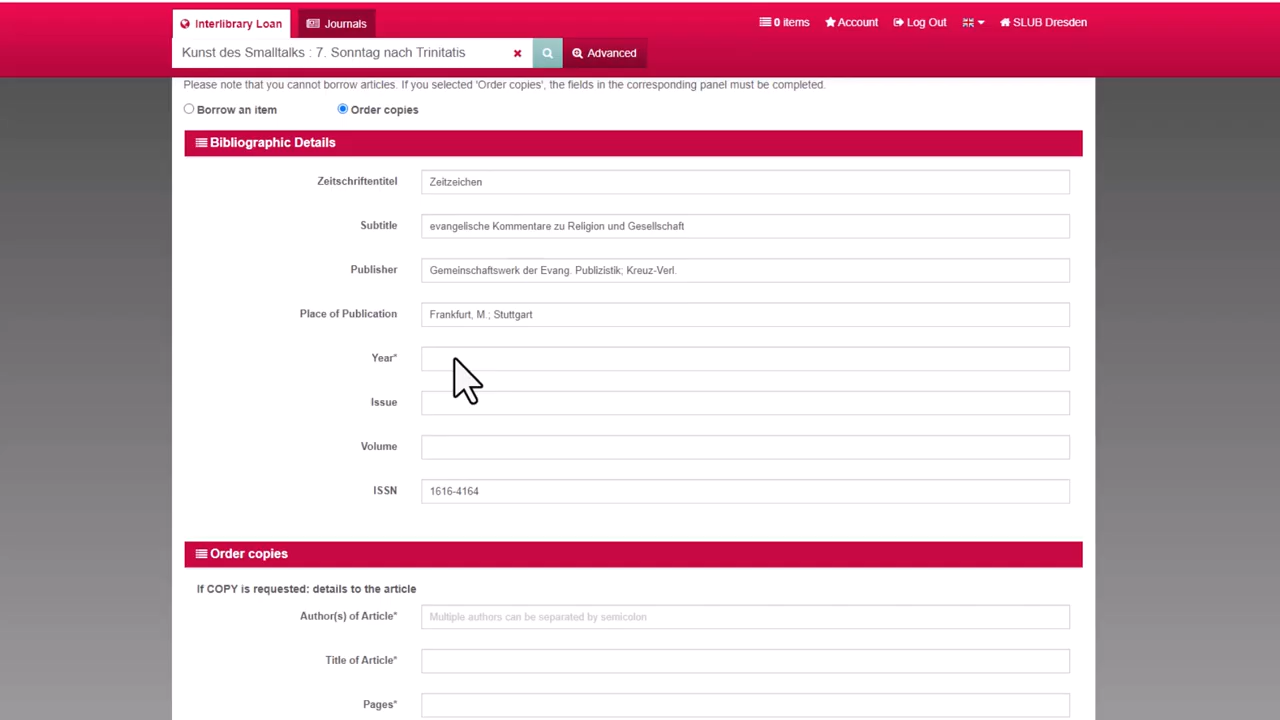 Interlibrary Loan
Journals
0 items
Account
Log Out
SLUB Dresden
Kunst des Smalltalks : 7. Sonntag nach Trinitatis
Advanced
Please note that you cannot borrow articles. If you selected 'Order copies', the fields in the corresponding panel must be completed.
Borrow an item
Order copies
Bibliographic Details
Zeitschriftentitel
Zeitzeichen
Subtitle
evangelische Kommentare zu Religion und Gesellschaft
Publisher
Gemeinschaftswerk der Evang. Publizistik; Kreuz-Verl.
Place of Publication
Frankfurt, M.; Stuttgart
Year*
Issue
Volume
ISSN
1616-4164
Order copies
If COPY is requested: details to the article
Author(s) of Article*
Multiple authors can be separated by semicolon
Title of Article*
Pages*